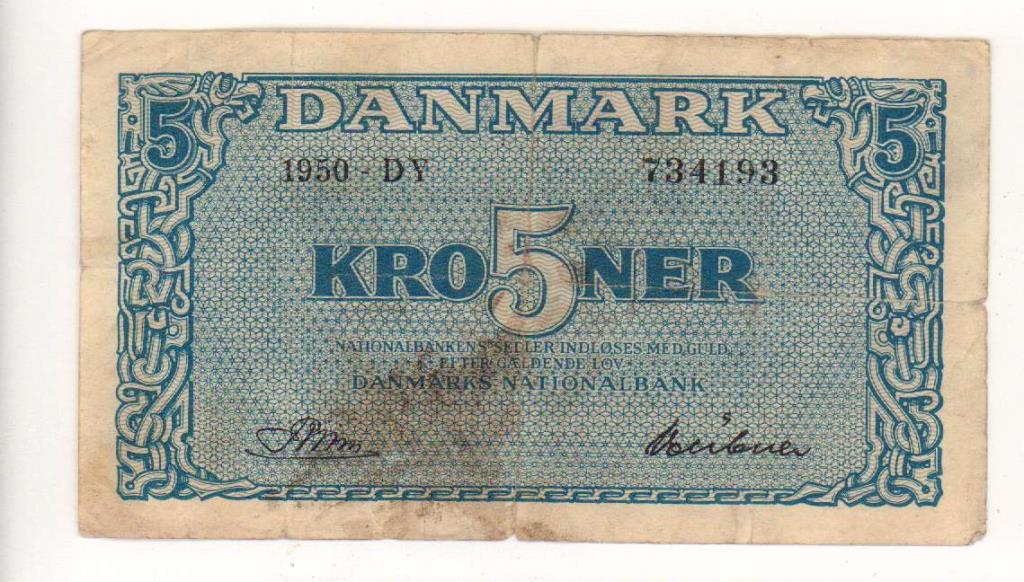 5 DANMARK 5
1950 - DY 734193
KRO5NER
NATIONALBANKENS SEDLER INDLØSES MED GULD
EFTER GÆLDENDE LOV
DANMARKS NATIONALBANK